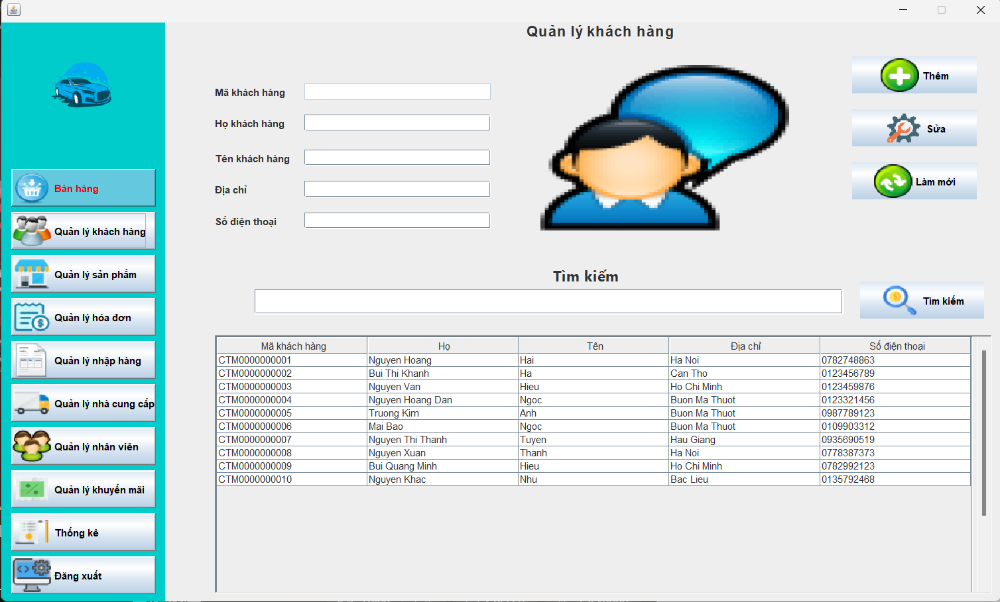 Quản lý khách hàng
Mã khách hàng
Họ khách hàng
Tên khách hàng
Địa chỉ
Số điện thoại
Thêm
Sửa
Làm mới
Bán hàng
Quản lý khách hàng
Quản lý sản phẩm
Quản lý hóa đơn
Quản lý nhập hàng
Quản lý nhà cung cấp
Quản lý nhân viên
Quản lý khuyến mãi
Thống kê
Đăng xuất
Tìm kiếm
Tìm kiếm
Mã khách hàng Họ Tên Địa chỉ Số điện thoại
CTM0000000001 Nguyen Hoang Hai Ha Noi 0782748863
CTM0000000002 Bui Thi Khanh Ha Can Tho 0123456789
CTM0000000003 Nguyen Van Hieu Ho Chi Minh 0123459876
CTM0000000004 Nguyen Hoang Dan Ngoc Buon Ma Thuot 0123321456
CTM0000000005 Truong Kim Anh Buon Ma Thuot 0987789123
CTM0000000006 Mai Bao Ngoc Buon Ma Thuot 0109903312
CTM0000000007 Nguyen Thi Thanh Tuyen Hau Giang 0935690519
CTM0000000008 Nguyen Xuan Thanh Ha Noi 0778387373
CTM0000000009 Bui Quang Minh Hieu Ho Chi Minh 0782992123
CTM0000000010 Nguyen Khac Nhu Bac Lieu 0135792468